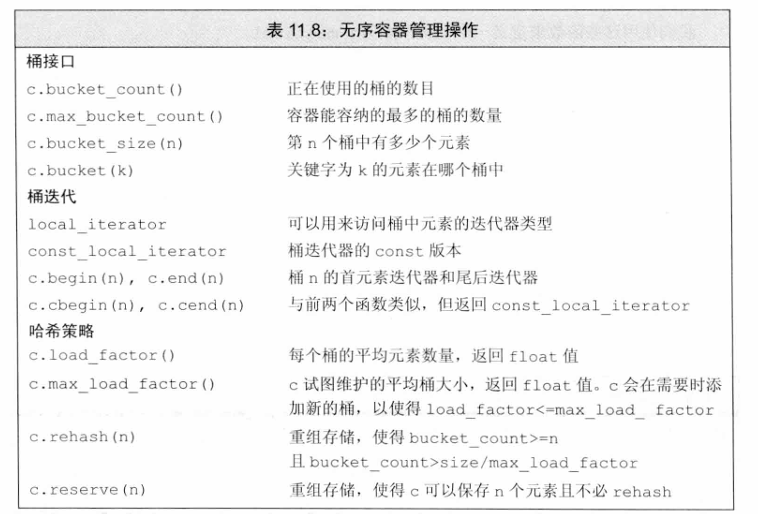 表 11.8：无序容器管理操作
桶接口
c.bucket_count() 正在使用的桶的数目
c.max_bucket_count() 容器能容纳的最多的桶的数量
c.bucket_size(n) 第 n 个桶中有多少个元素
c.bucket(k) 关键字为 k 的元素在哪个桶中
桶迭代
local_iterator 可以用来访问桶中元素的迭代器类型
const_local_iterator 桶迭代器的 const 版本
c.begin(n), c.end(n) 桶 n 的首元素迭代器和尾后迭代器
c.cbegin(n), c.cend(n) 与前两个函数类似，但返回 const_local_iterator
哈希策略
c.load_factor() 每个桶的平均元素数量，返回 float 值
c.max_load_factor() c 试图维护的平均桶大小，返回 float 值。c 会在需要时添
加新的桶，以使得 load_factor<=max_load_ factor
c.rehash(n) 重组存储，使得 bucket_count>=n
且 bucket_count>size/max_load_factor
c.reserve(n) 重组存储，使得 c 可以保存 n 个元素且不必 rehash